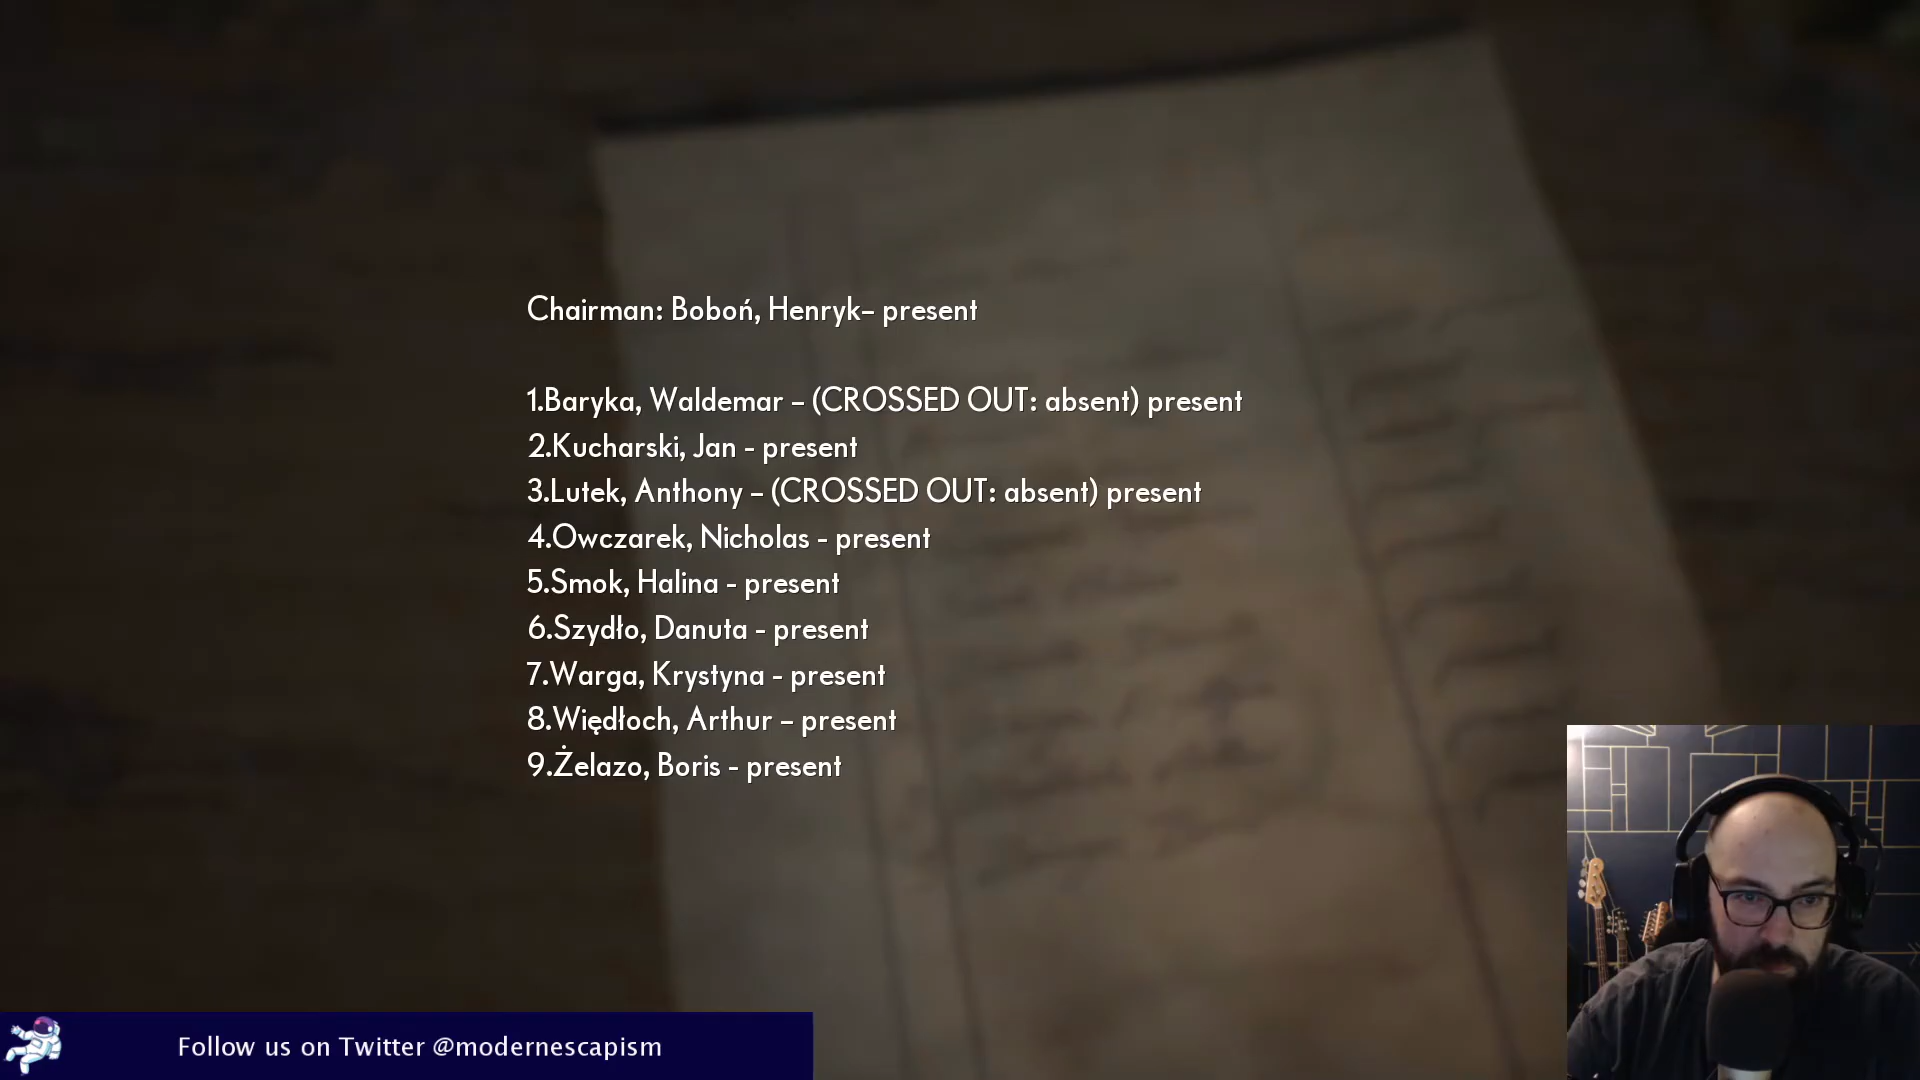 Chairman: Boboń, Henryk– present
1.Baryka, Waldemar – (CROSSED OUT: absent) present
2.Kucharski, Jan - present
3.Lutek, Anthony – (CROSSED OUT: absent) present
4.Owczarek, Nicholas - present
5.Smok, Halina - present
6.Szydło, Danuta - present
7.Warga, Krystyna - present
8.Więdłoch, Arthur – present
9.Żelazo, Boris - present
Follow us on Twitter @modernescapism